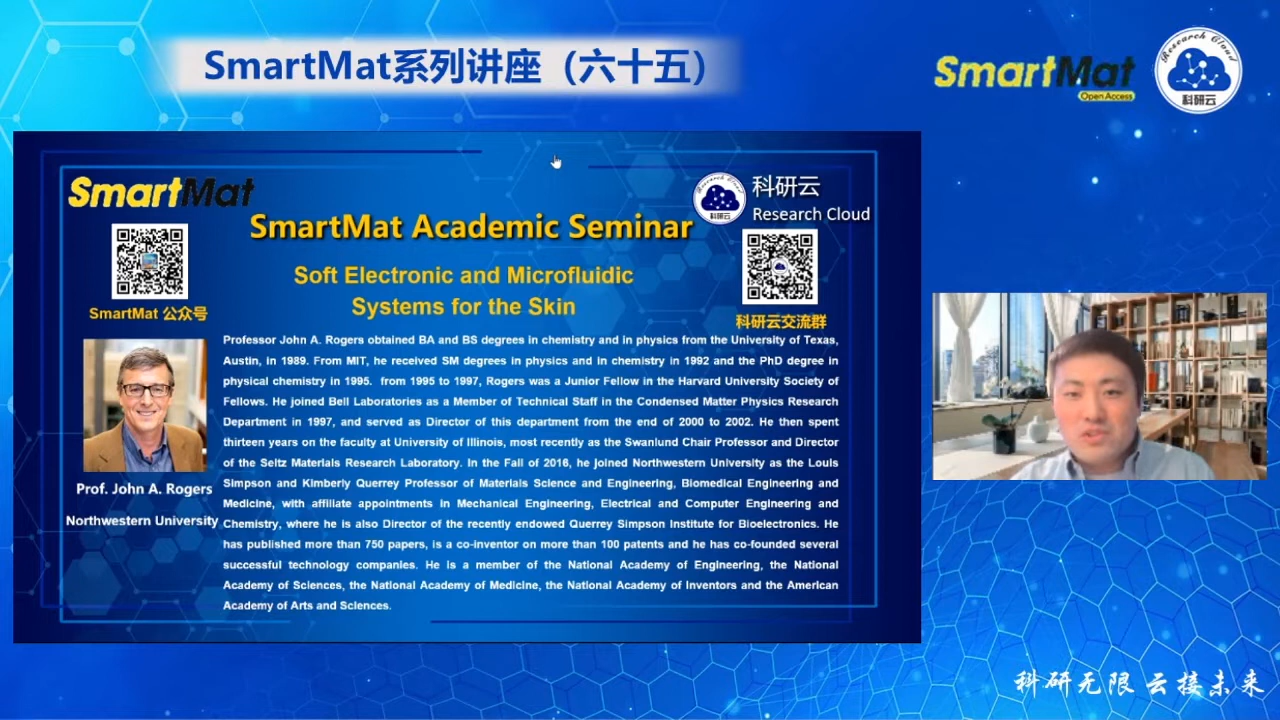 SmartMat系列讲座（六十五）
SmartMat
Open Access
Research Cloud
科研云
SmartMat
Research Cloud
科研云
科研云
Research Cloud
SmartMat Academic Seminar
Soft Electronic and Microfluidic
Systems for the Skin
SmartMat 公众号
科研云交流群
Professor John A. Rogers obtained BA and BS degrees in chemistry and in physics from the University of Texas,
Austin, in 1989. From MIT, he received SM degrees in physics and in chemistry in 1992 and the PhD degree in
physical chemistry in 1995. from 1995 to 1997, Rogers was a Junior Fellow in the Harvard University Society of
Fellows. He joined Bell Laboratories as a Member of Technical Staff in the Condensed Matter Physics Research
Department in 1997, and served as Director of this department from the end of 2000 to 2002. He then spent
thirteen years on the faculty at University of Illinois, most recently as the Swanlund Chair Professor and Director
of the Seitz Materials Research Laboratory. In the Fall of 2016, he joined Northwestern University as the Louis
Simpson and Kimberly Querrey Professor of Materials Science and Engineering, Biomedical Engineering and
Medicine, with affiliate appointments in Mechanical Engineering, Electrical and Computer Engineering and
Chemistry, where he is also Director of the recently endowed Querrey Simpson Institute for Bioelectronics. He
has published more than 750 papers, is a co-inventor on more than 100 patents and he has co-founded several
successful technology companies. He is a member of the National Academy of Engineering, the National
Academy of Sciences, the National Academy of Medicine, the National Academy of Inventors and the American
Academy of Arts and Sciences.
Prof. John A. Rogers
Northwestern University
科研无限 云接未来